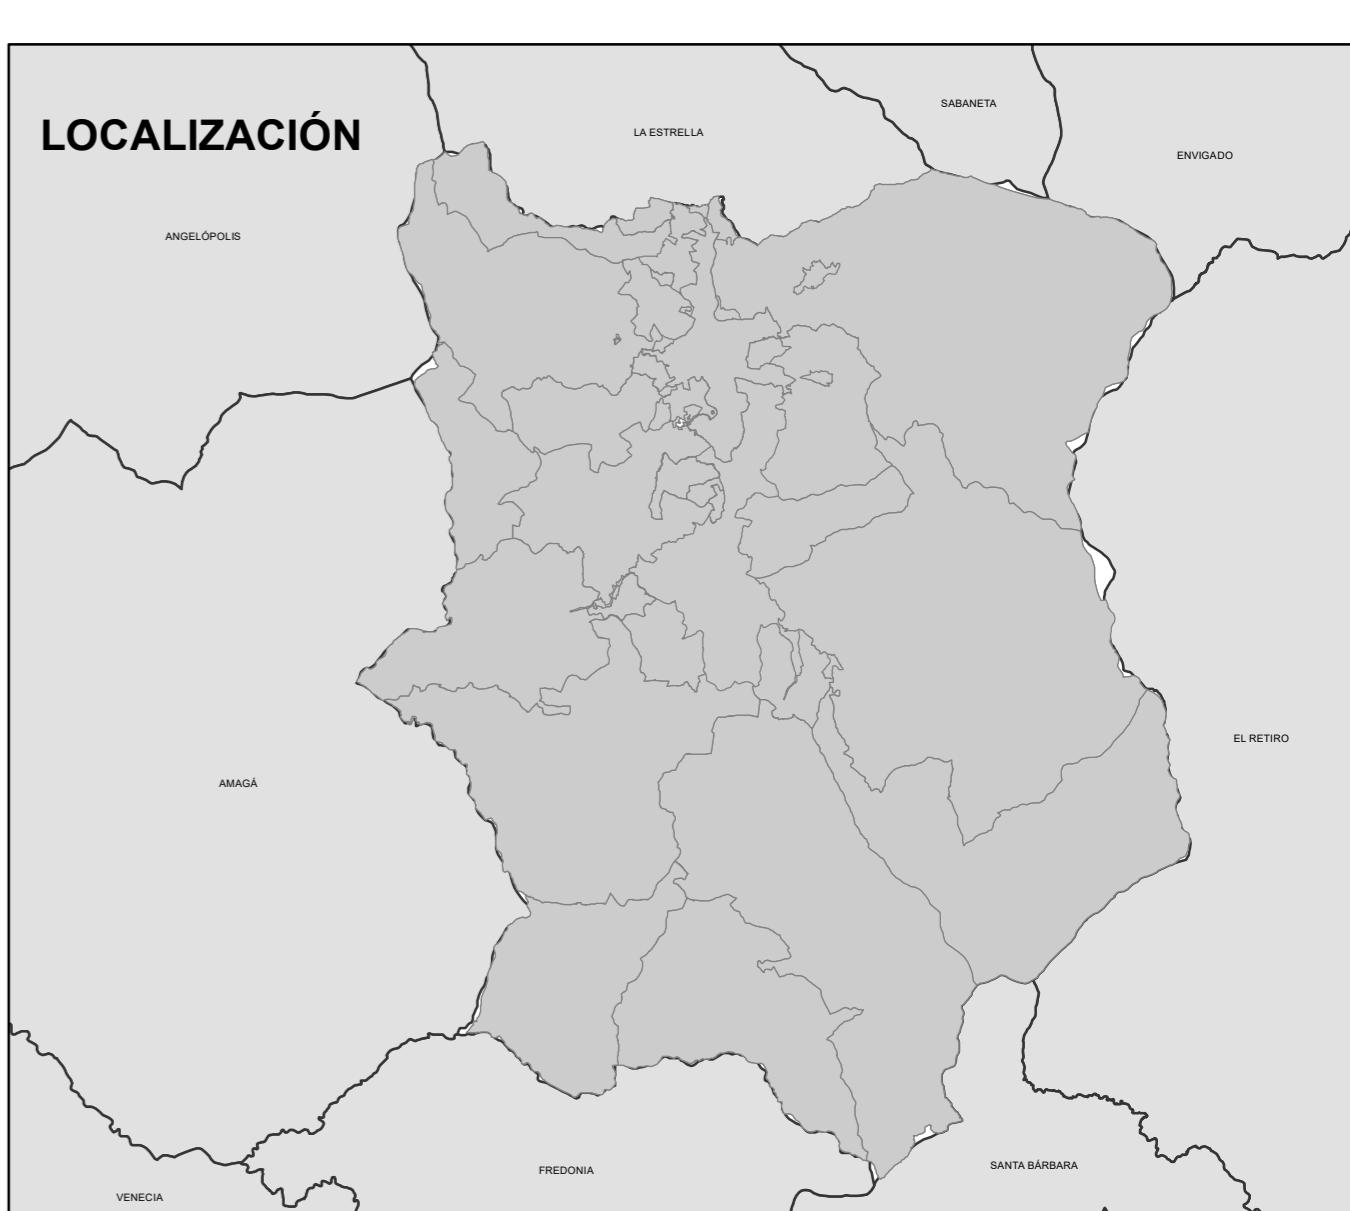 SABANETA
LOCALIZACIÓN
LA ESTRELLA
ENVIGADO
ANGELÓPOLIS
EL RETIRO
AMAGÁ
SANTA BÁRBARA
FREDONIA
VENECIA